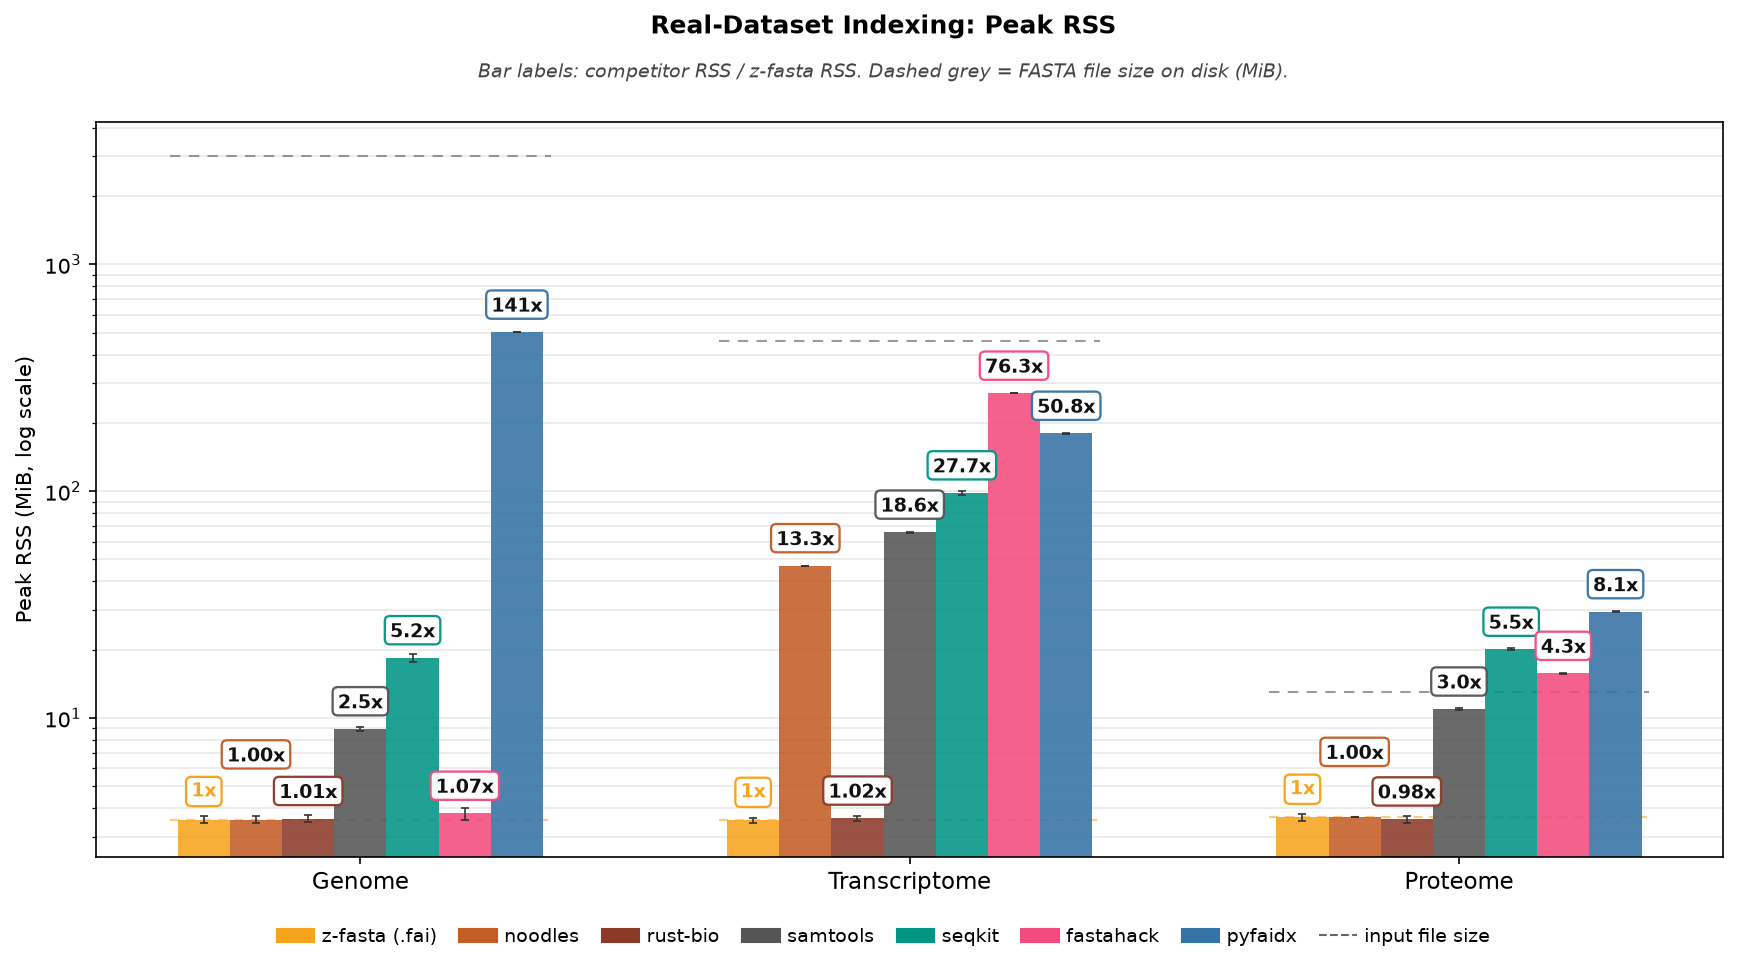 Real-Dataset Indexing: Peak RSS
Bar labels: competitor RSS / z-fasta RSS. Dashed grey = FASTA file size on disk (MiB).
Peak RSS (MiB, log scale)
10³
10²
10¹
1x
1.00x
1.01x
2.5x
5.2x
1.07x
141x
1x
13.3x
1.02x
18.6x
27.7x
76.3x
50.8x
1x
1.00x
0.98x
3.0x
5.5x
4.3x
8.1x
Genome
Transcriptome
Proteome
z-fasta (.fai)
noodles
rust-bio
samtools
seqkit
fastahack
pyfaidx
input file size